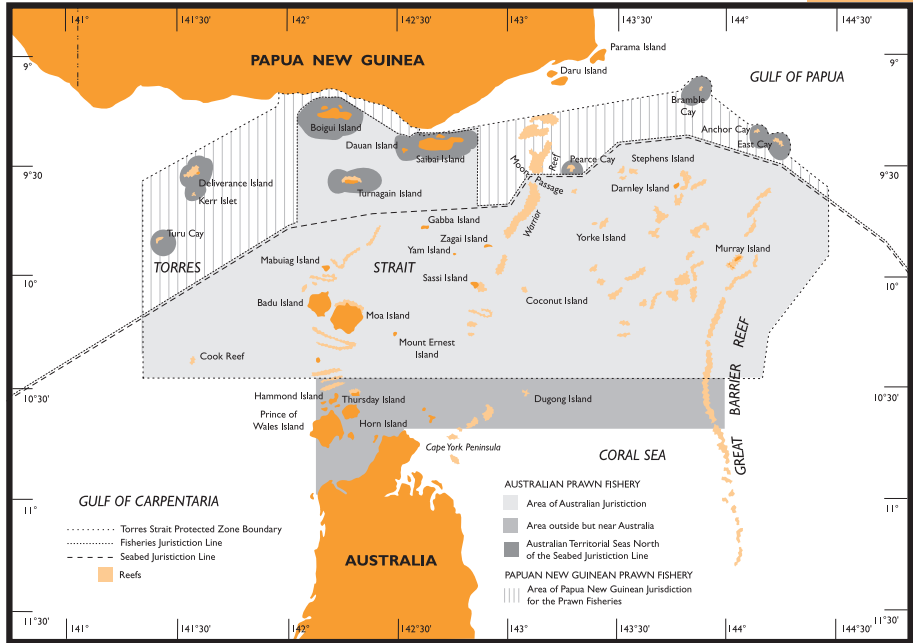 141°
141°30'
142°
142°30'
143°
143°30'
144°
144°30'
9°
9°30'
10°
10°30'
11°
11°30'
9°
9°30'
10°
10°30'
11°
11°30'
141°
141°30'
142°
142°30'
143°
143°30'
144°
144°30'
PAPUA NEW GUINEA
Parama Island
Daru Island
GULF OF PAPUA
Bramble
Cay
Anchor Cay
East Cay
Boigui Island
Dauan Island
Saibai Island
Moon Passage
Reef
Warrior
Pearce Cay
Stephens Island
Deliverance Island
Kerr Islet
Turnagain Island
Darnley Island
Gabba Island
Turu Cay
Zagai Island
Yam Island
Yorke Island
Murray Island
TORRES
STRAIT
Mabuiag Island
Sassi Island
Badu Island
Moa Island
Coconut Island
Mount Ernest
Island
Cook Reef
Hammond Island
Thursday Island
Dugong Island
Prince of
Wales Island
Horn Island
Cape York Peninsula
CORAL SEA
GREAT BARRIER REEF
GULF OF CARPENTARIA
Torres Strait Protected Zone Boundary
Fisheries Juristiction Line
Seabed Juristiction Line
Reefs
AUSTRALIA
AUSTRALIAN PRAWN FISHERY
Area of Australian Juristiction
Area outside but near Australia
Australian Territorial Seas North
of the Seabed Juristiction Line
PAPUAN NEW GUINEAN PRAWN FISHERY
Area of Papua New Guinean Jurisdiction
for the Prawn Fisheries